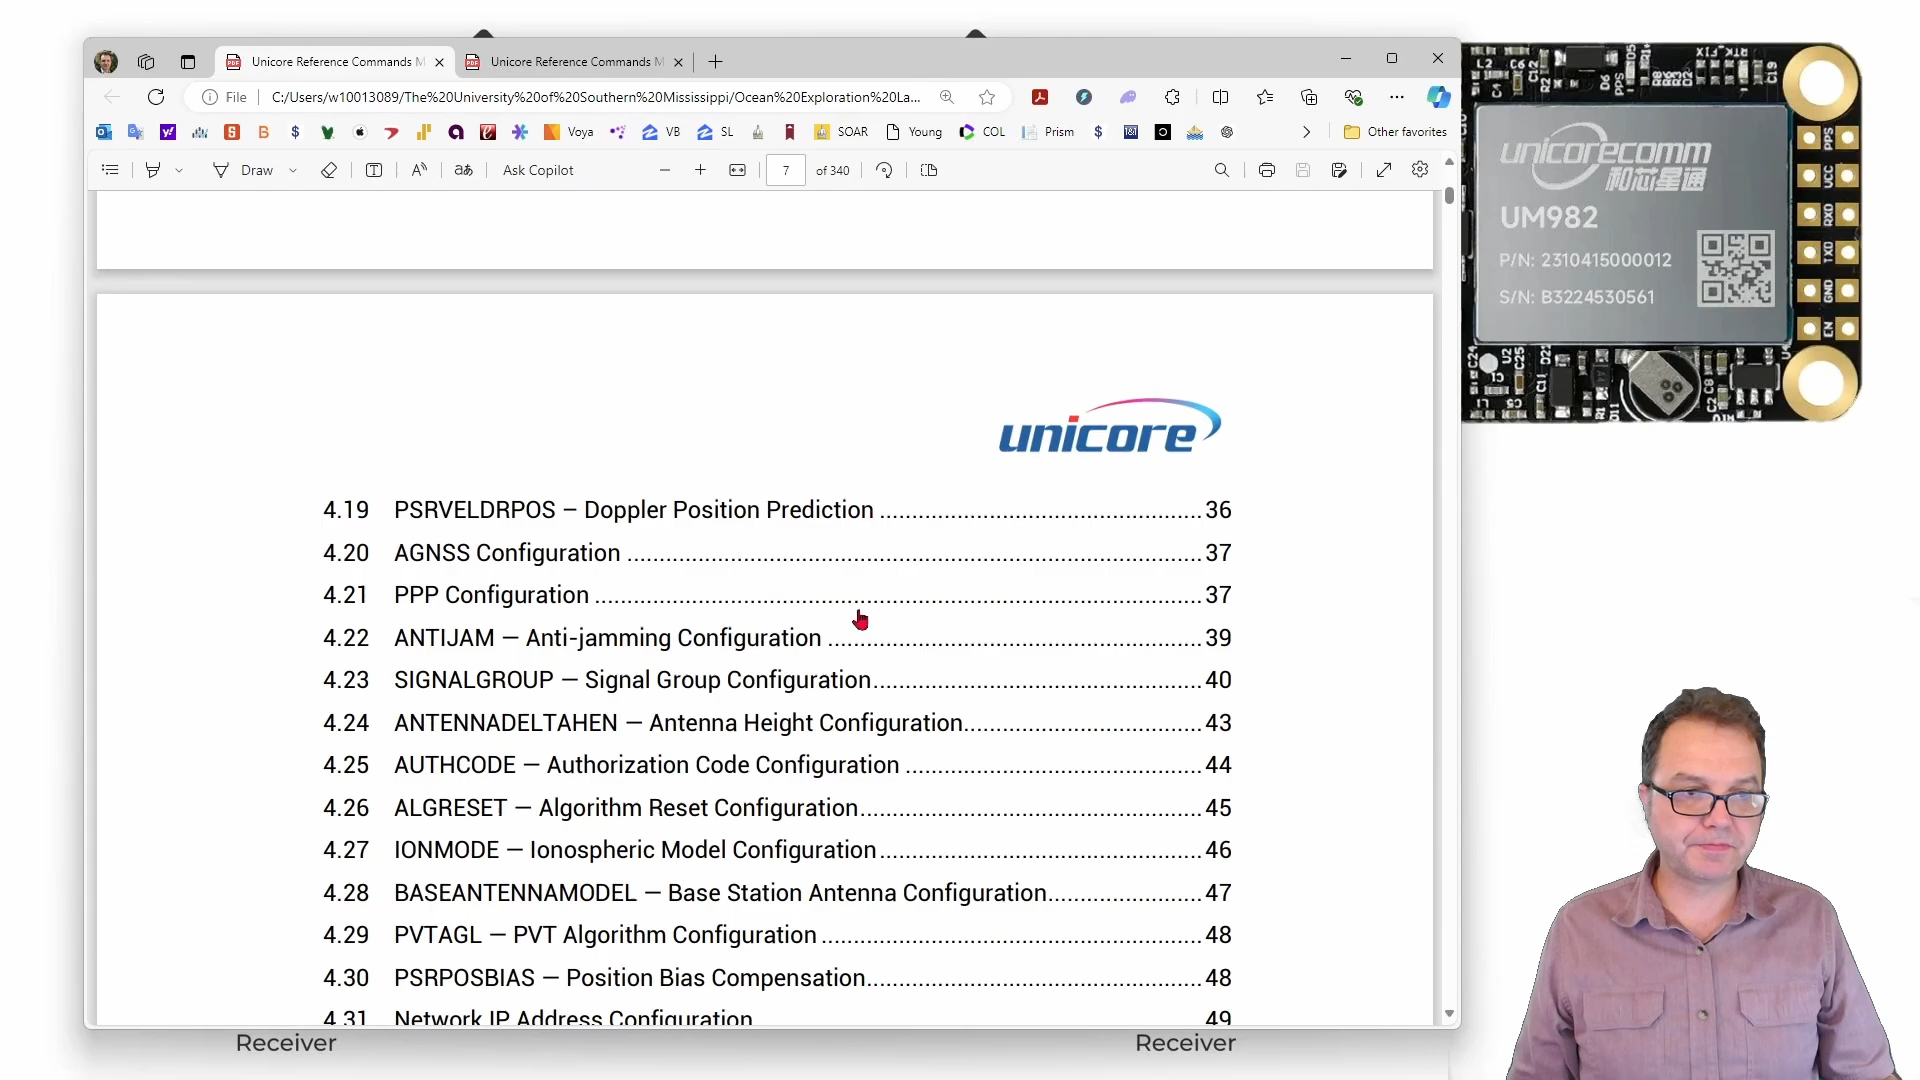 Unicore Reference Commands M
Unicore Reference Commands M
File
C:/Users/w10013089/The%20University%20of%20Southern%20Mississippi/Ocean%20Exploration%20La...
Voya
VB
SL
SOAR
Young
COL
Prism
Other favorites
Draw
Ask Copilot
7
of 340
unicore
4.19 PSRVELDRPOS – Doppler Position Prediction 36
4.20 AGNSS Configuration 37
4.21 PPP Configuration 37
4.22 ANTIJAM — Anti-jamming Configuration 39
4.23 SIGNALGROUP — Signal Group Configuration 40
4.24 ANTENNADELTAHEN — Antenna Height Configuration 43
4.25 AUTHCODE — Authorization Code Configuration 44
4.26 ALGRESET — Algorithm Reset Configuration 45
4.27 IONMODE — Ionospheric Model Configuration 46
4.28 BASEANTENNAMODEL — Base Station Antenna Configuration 47
4.29 PVTAGL — PVT Algorithm Configuration 48
4.30 PSRPOSBIAS — Position Bias Compensation 48
4.31 Network IP Address Configuration 49
Receiver
Receiver
unicorecomm
和芯星通
UM982
P/N: 2310415000012
S/N: B3224530561
PPS
VCC
RXD
TXD
GND
EN